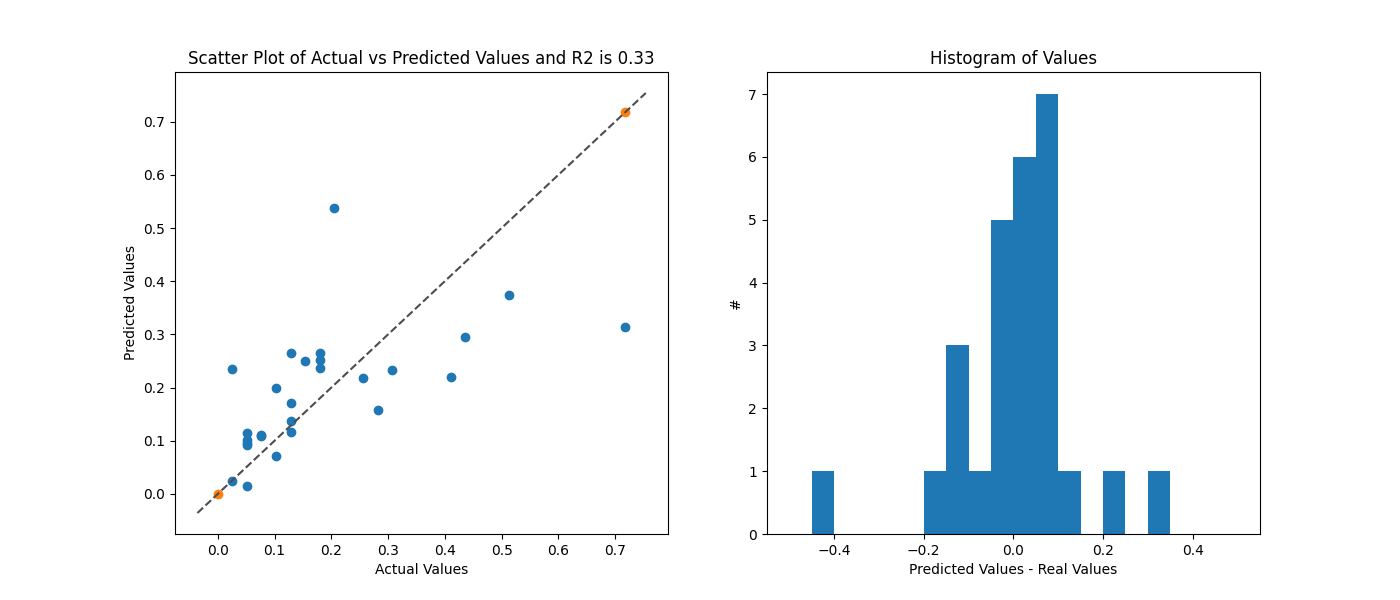 Scatter Plot of Actual vs Predicted Values and R2 is 0.33
Predicted Values
0.7
0.6
0.5
0.4
0.3
0.2
0.1
0.0
0.0 0.1 0.2 0.3 0.4 0.5 0.6 0.7
Actual Values
Histogram of Values
#
7
6
5
4
3
2
1
0
−0.4 −0.2 0.0 0.2 0.4
Predicted Values - Real Values